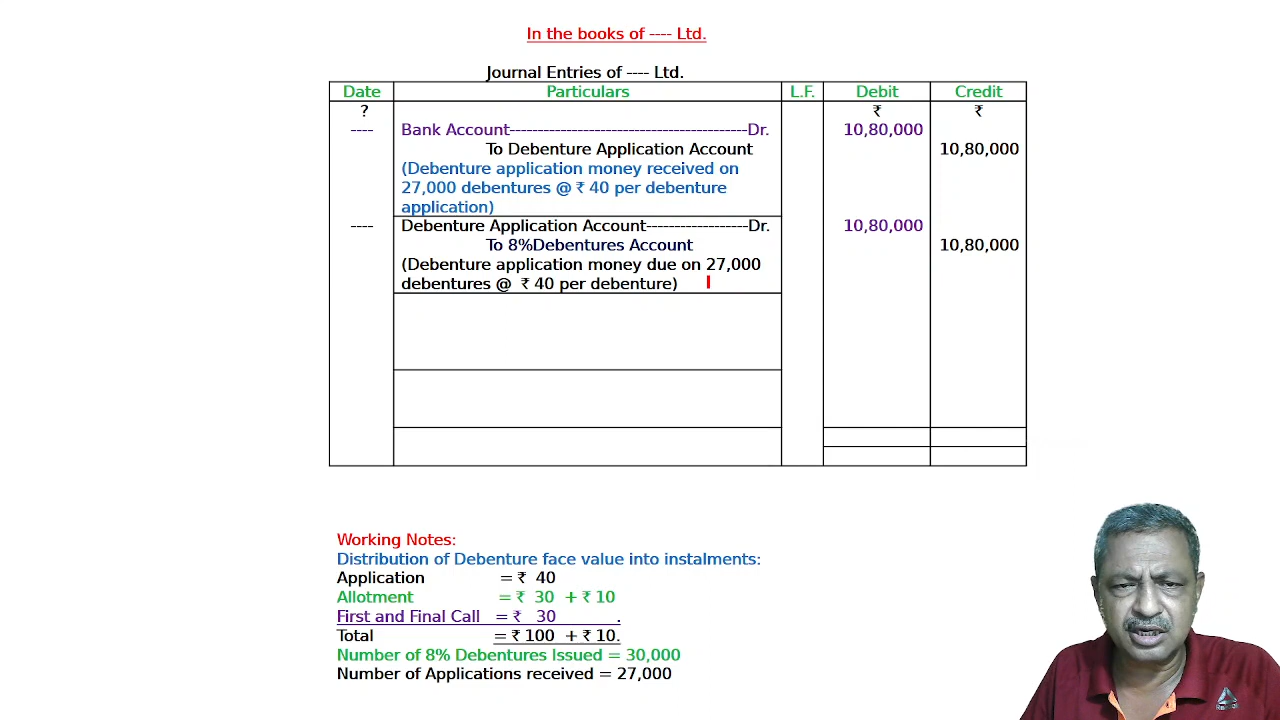 In the books of ---- Ltd.
Journal Entries of ---- Ltd.
Date Particulars L.F. Debit Credit
? ₹ ₹
---- Bank Account------------------------------------------Dr. 10,80,000
To Debenture Application Account 10,80,000
(Debenture application money received on
27,000 debentures @ ₹ 40 per debenture
application)
---- Debenture Application Account------------------Dr. 10,80,000
To 8%Debentures Account 10,80,000
(Debenture application money due on 27,000
debentures @ ₹ 40 per debenture)
Working Notes:
Distribution of Debenture face value into instalments:
Application = ₹ 40
Allotment = ₹ 30 + ₹ 10
First and Final Call = ₹ 30 .
Total = ₹ 100 + ₹ 10.
Number of 8% Debentures Issued = 30,000
Number of Applications received = 27,000